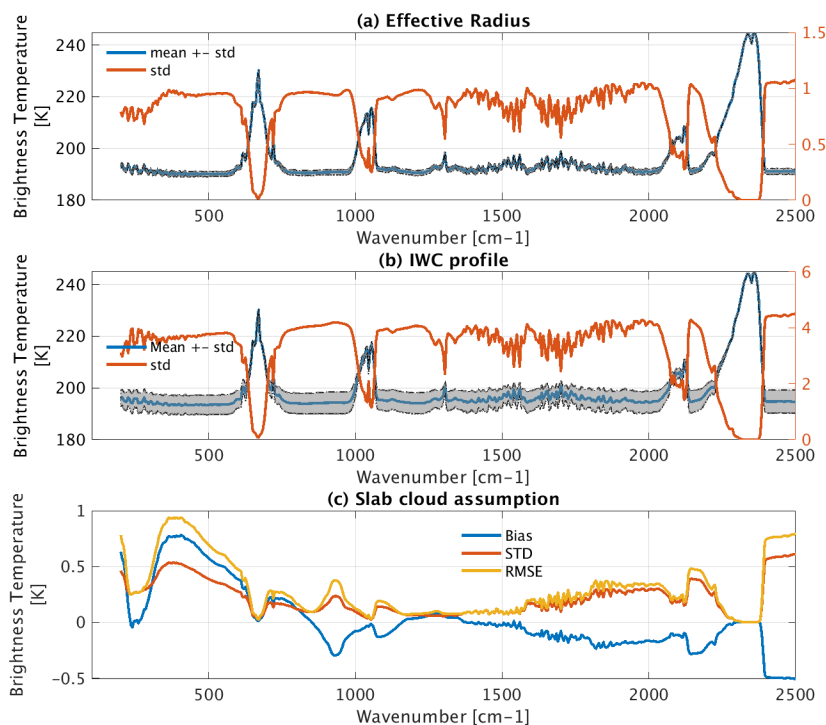 (a) Effective Radius
Brightness Temperature
[K]
240
220
200
180
mean +- std
std
1.5
1
0.5
0
500
1000
1500
2000
2500
Wavenumber [cm-1]
(b) IWC profile
Brightness Temperature
[K]
240
220
200
180
Mean +- std
std
6
4
2
0
500
1000
1500
2000
2500
Wavenumber [cm-1]
(c) Slab cloud assumption
Brightness Temperature
[K]
1
0.5
0
-0.5
Bias
STD
RMSE
500
1000
1500
2000
2500
Wavenumber [cm-1]